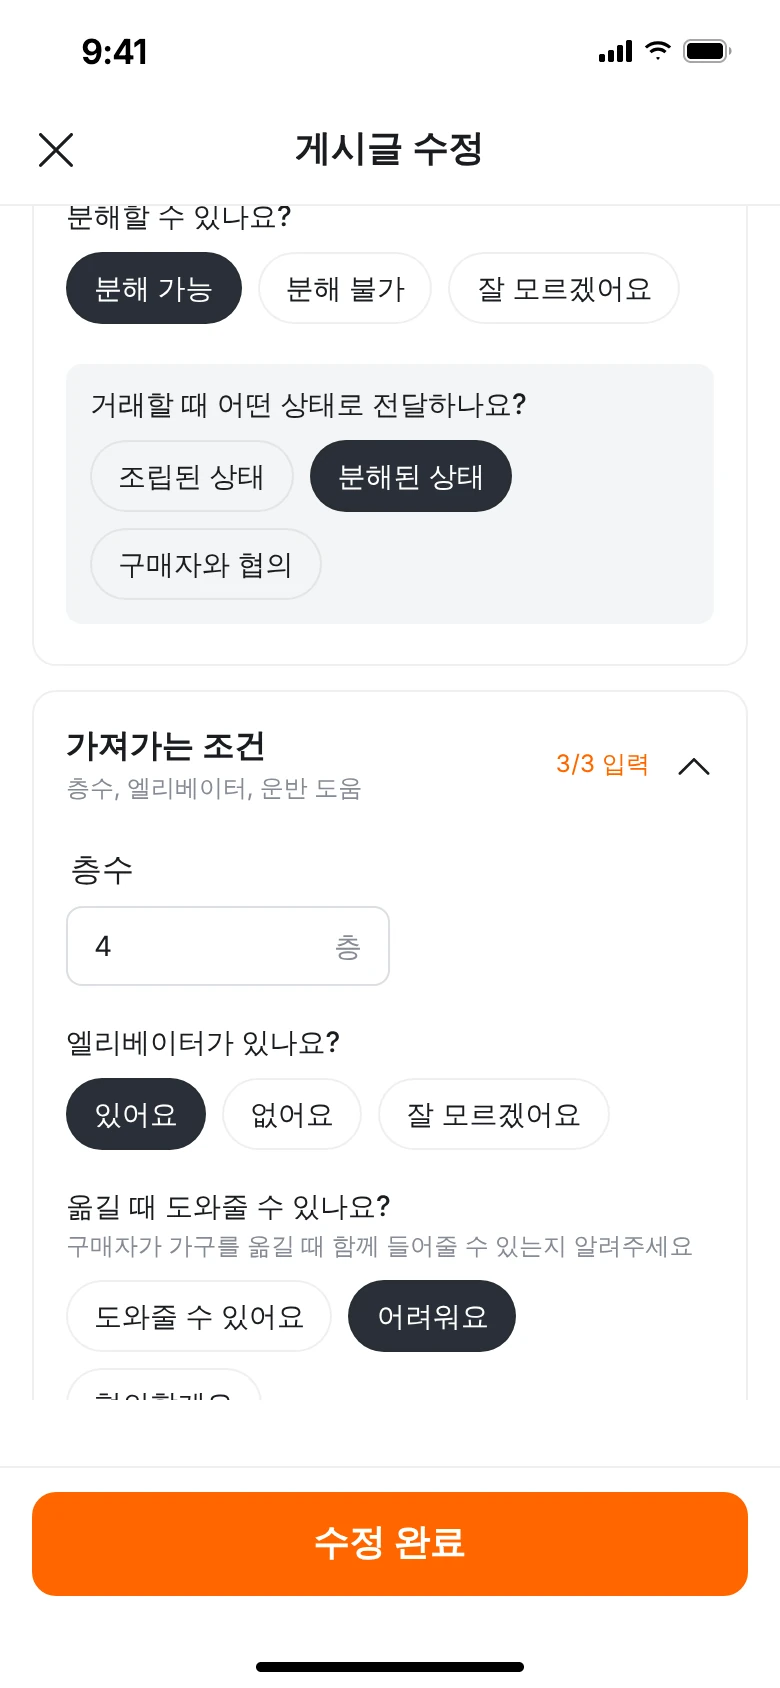 9:41
게시글 수정
분해할 수 있나요?
분해 가능
분해 불가
잘 모르겠어요
거래할 때 어떤 상태로 전달하나요?
조립된 상태
분해된 상태
구매자와 협의
가져가는 조건
층수, 엘리베이터, 운반 도움
3/3 입력
층수
4
층
엘리베이터가 있나요?
있어요
없어요
잘 모르겠어요
옮길 때 도와줄 수 있나요?
구매자가 가구를 옮길 때 함께 들어줄 수 있는지 알려주세요
도와줄 수 있어요
어려워요
수정 완료